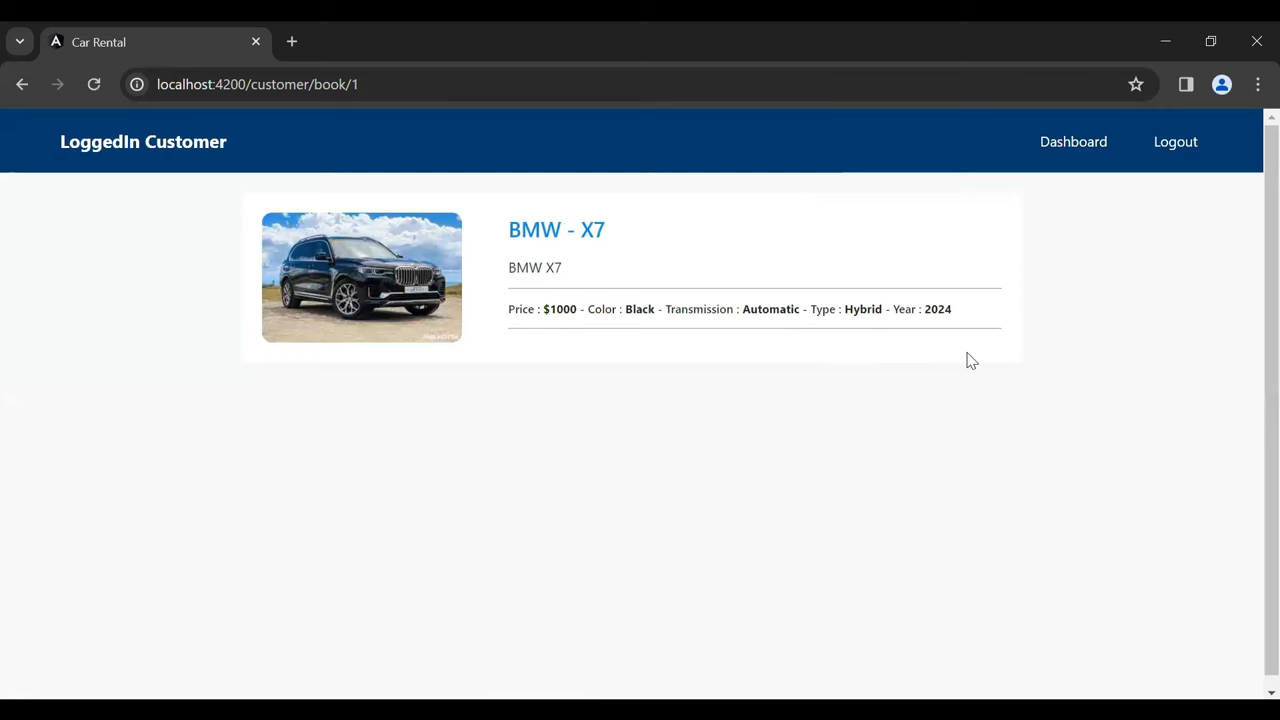 Car Rental
localhost:4200/customer/book/1
LoggedIn Customer
Dashboard
Logout
BMW - X7
BMW X7
Price : $1000 - Color : Black - Transmission : Automatic - Type : Hybrid - Year : 2024